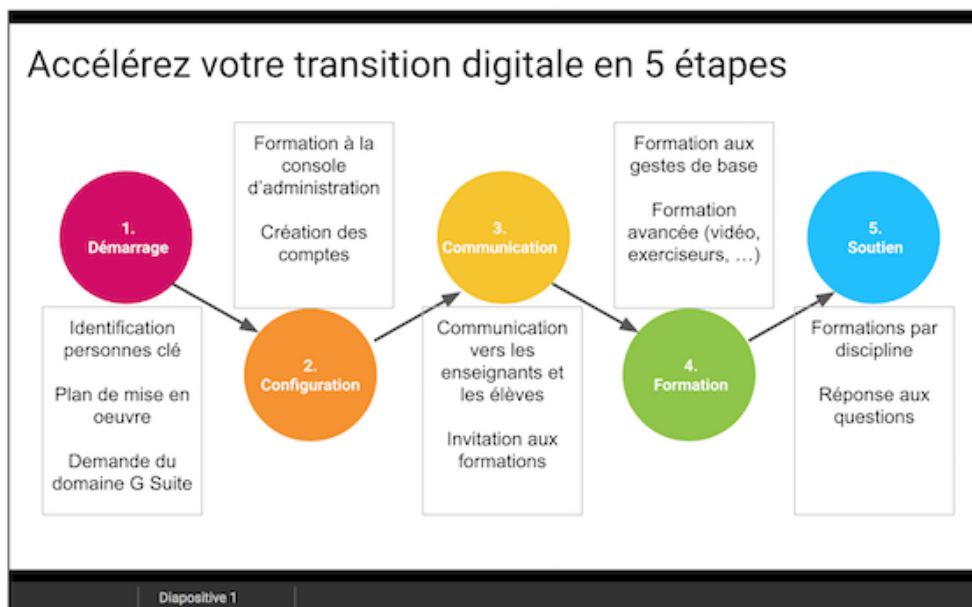 Accélérez votre transition digitale en 5 étapes
1.
Démarrage
Identification
personnes clé
Plan de mise en
oeuvre
Demande du
domaine G Suite
Formation à la
console
d'administration
Création des
comptes
2.
Configuration
3.
Communication
Communication
vers les
enseignants et
les élèves
Invitation aux
formations
Formation aux
gestes de base
Formation
avancée (vidéo,
exerciseurs, …)
4.
Formation
5.
Soutien
Formations par
discipline
Réponse aux
questions
Diapositive 1